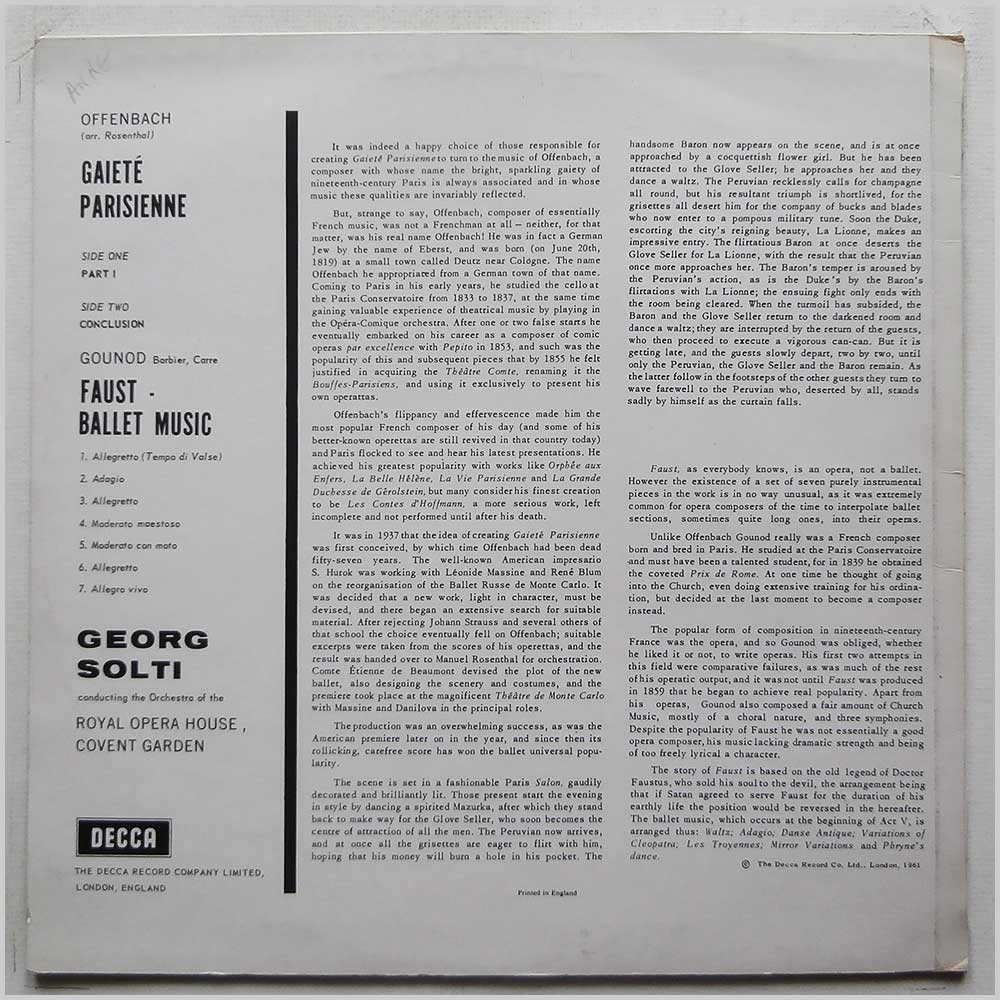 Anne
OFFENBACH
(arr. Rosenthal)
GAIETÉ
PARISIENNE
SIDE ONE
PART I
SIDE TWO
CONCLUSION
GOUNOD Barbier, Carre
FAUST -
BALLET MUSIC
1. Allegretto (Tempo di Valse)
2. Adagio
3. Allegretto
4. Moderato maestoso
5. Moderato con moto
6. Allegretto
7. Allegro vivo
GEORG
SOLTI
conducting the Orchestra of the
ROYAL OPERA HOUSE,
COVENT GARDEN
DECCA
THE DECCA RECORD COMPANY LIMITED,
LONDON, ENGLAND
It was indeed a happy choice of those responsible for
creating Gaieté Parisienne to turn to the music of Offenbach, a
composer with whose name the bright, sparkling gaiety of
nineteenth-century Paris is always associated and in whose
music these qualities are invariably reflected.
But, strange to say, Offenbach, composer of essentially
French music, was not a Frenchman at all – neither, for that
matter, was his real name Offenbach! He was in fact a German
Jew by the name of Eberst, and was born (on June 20th,
1819) at a small town called Deutz near Cologne. The name
Offenbach he appropriated from a German town of that name.
Coming to Paris in his early years, he studied the cello at
the Paris Conservatoire from 1833 to 1837, at the same time
gaining valuable experience of theatrical music by playing in
the Opéra-Comique orchestra. After one or two false starts he
eventually embarked on his career as a composer of comic
operas par excellence with Pepito in 1853, and such was the
popularity of this and subsequent pieces that by 1855 he felt
justified in acquiring the Théâtre Comte, renaming it the
Bouffes-Parisiens, and using it exclusively to present his
own operattas.
Offenbach's flippancy and effervescence made him the
most popular French composer of his day (and some of his
better-known operettas are still revived in that country today)
and Paris flocked to see and hear his latest presentations. He
achieved his greatest popularity with works like Orphée aux
Enfers, La Belle Hélène, La Vie Parisienne and La Grande
Duchesse de Gérolstein, but many consider his finest creation
to be Les Contes d'Hoffmann, a more serious work, left
incomplete and not performed until after his death.
It was in 1937 that the idea of creating Gaieté Parisienne
was first conceived, by which time Offenbach had been dead
fifty-seven years. The well-known American impresario
S. Hurok was working with Léonide Massine and René Blum
on the reorganisation of the Ballet Russe de Monte Carlo. It
was decided that a new work, light in character, must be
devised, and there began an extensive search for suitable
material. After rejecting Johann Strauss and several others of
that school the choice eventually fell on Offenbach; suitable
excerpts were taken from the scores of his operettas, and the
result was handed over to Manuel Rosenthal for orchestration.
Comte Étienne de Beaumont devised the plot of the new
ballet, also designing the scenery and costumes, and the
premiere took place at the magnificent Théâtre de Monte Carlo
with Massine and Danilova in the principal roles.
The production was an overwhelming success, as was the
American premiere later on in the year, and since then its
rollicking, carefree score has won the ballet universal popu-
larity.
The scene is set in a fashionable Paris Salon, gaudily
decorated and brilliantly lit. Those present start the evening
in style by dancing a spirited Mazurka, after which they stand
back to make way for the Glove Seller, who soon becomes the
centre of attraction of all the men. The Peruvian now arrives,
and at once all the grisettes are eager to flirt with him,
hoping that his money will burn a hole in his pocket. The
handsome Baron now appears on the scene, and is at once
approached by a cocquettish flower girl. But he has been
attracted to the Glove Seller; he approaches her and they
dance a waltz. The Peruvian recklessly calls for champagne
all round, but his resultant triumph is shortlived, for the
grisettes all desert him for the company of bucks and blades
who now enter to a pompous military tune. Soon the Duke,
escorting the city's reigning beauty, La Lionne, makes an
impressive entry. The flirtatious Baron at once deserts the
Glove Seller for La Lionne, with the result that the Peruvian
once more approaches her. The Baron's temper is aroused by
the Peruvian's action, as is the Duke's by the Baron's
flirtations with La Lionne; the ensuing fight only ends with
the room being cleared. When the turmoil has subsided, the
Baron and the Glove Seller return to the darkened room and
dance a waltz; they are interrupted by the return of the guests,
who then proceed to execute a vigorous can-can. But it is
getting late, and the guests slowly depart, two by two, until
only the Peruvian, the Glove Seller and the Baron remain. As
the latter follow in the footsteps of the other guests they turn to
wave farewell to the Peruvian who, deserted by all, stands
sadly by himself as the curtain falls.
Faust, as everybody knows, is an opera, not a ballet.
However the existence of a set of seven purely instrumental
pieces in the work is in no way unusual, as it was extremely
common for opera composers of the time to interpolate ballet
sections, sometimes quite long ones, into their operas.
Unlike Offenbach Gounod really was a French composer
born and bred in Paris. He studied at the Paris Conservatoire
and must have been a talented student, for in 1839 he obtained
the coveted Prix de Rome. At one time he thought of going
into the Church, even doing extensive training for his ordina-
tion, but decided at the last moment to become a composer
instead.
The popular form of composition in nineteenth-century
France was the opera, and so Gounod was obliged, whether
he liked it or not, to write operas. His first two attempts in
this field were comparative failures, as was much of the rest
of his operatic output, and it was not until Faust was produced
in 1859 that he began to achieve real popularity. Apart from
his operas, Gounod also composed a fair amount of Church
Music, mostly of a choral nature, and three symphonies.
Despite the popularity of Faust he was not essentially a good
opera composer, his music lacking dramatic strength and being
of too freely lyrical a character.
The story of Faust is based on the old legend of Doctor
Faustus, who sold his soul to the devil, the arrangement being
that if Satan agreed to serve Faust for the duration of his
earthly life the position would be reversed in the hereafter.
The ballet music, which occurs at the beginning of Act V, is
arranged thus: Waltz; Adagio; Danse Antique; Variations of
Cleopatra; Les Troyennes; Mirror Variations and Phryne's
dance.
© The Decca Record Co. Ltd., London, 1961
Printed in England